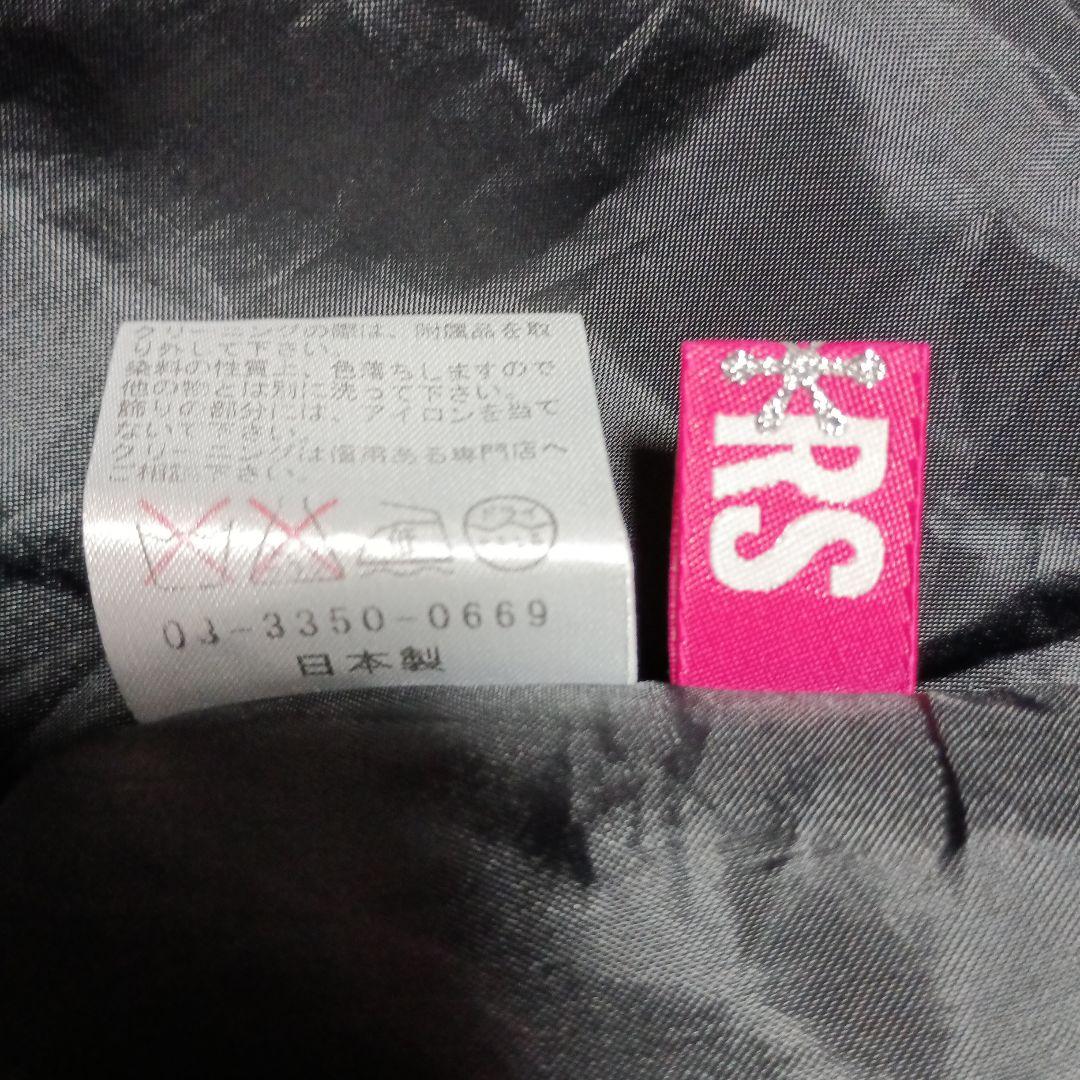 クリーニングの際は、附属品を取
り外して下さい。
染料の性質上、色落ちしますので
他の物とは別に洗って下さい。
飾りの部分には、アイロンを当て
ないで下さい。
クリーニングは信用ある専門店へ
ご相談下さい。
ドライ
03-3350-0669
日本製
RS